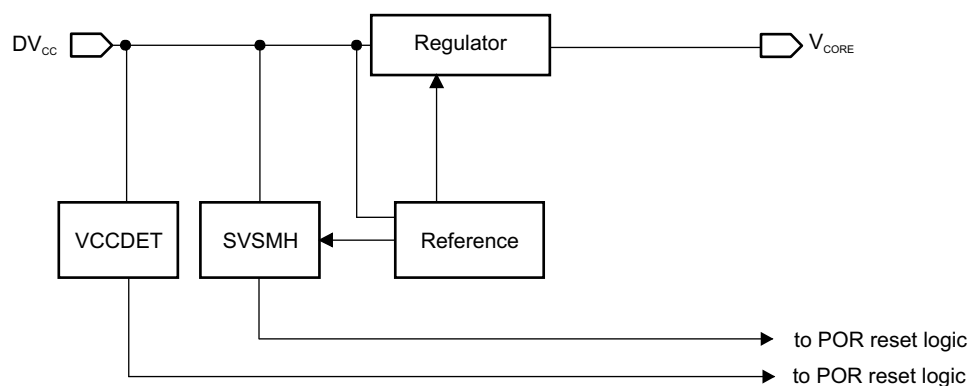 DVCC
Regulator
VCORE
VCCDET
SVSMH
Reference
to POR reset logic
to POR reset logic